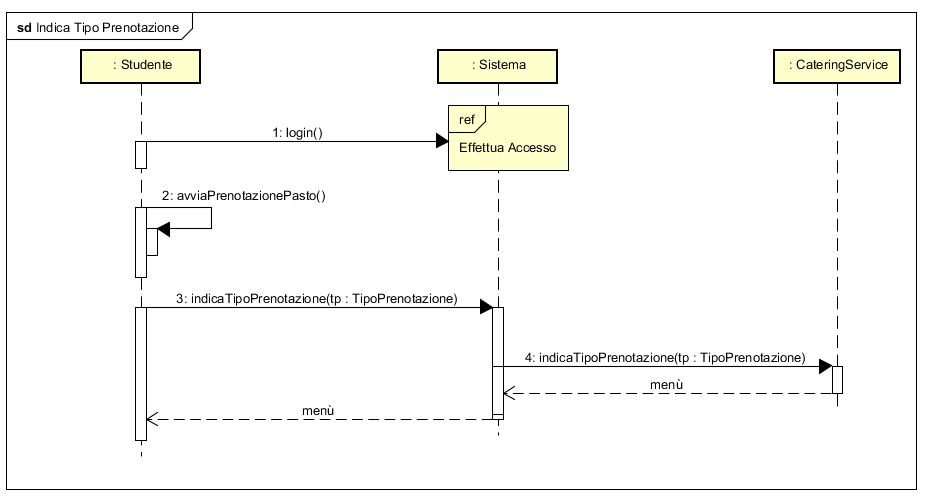 sd Indica Tipo Prenotazione
: Studente
: Sistema
: CateringService
ref
1: login()
Effettua Accesso
2: avviaPrenotazionePasto()
3: indicaTipoPrenotazione(tp : TipoPrenotazione)
4: indicaTipoPrenotazione(tp : TipoPrenotazione)
menù
menù